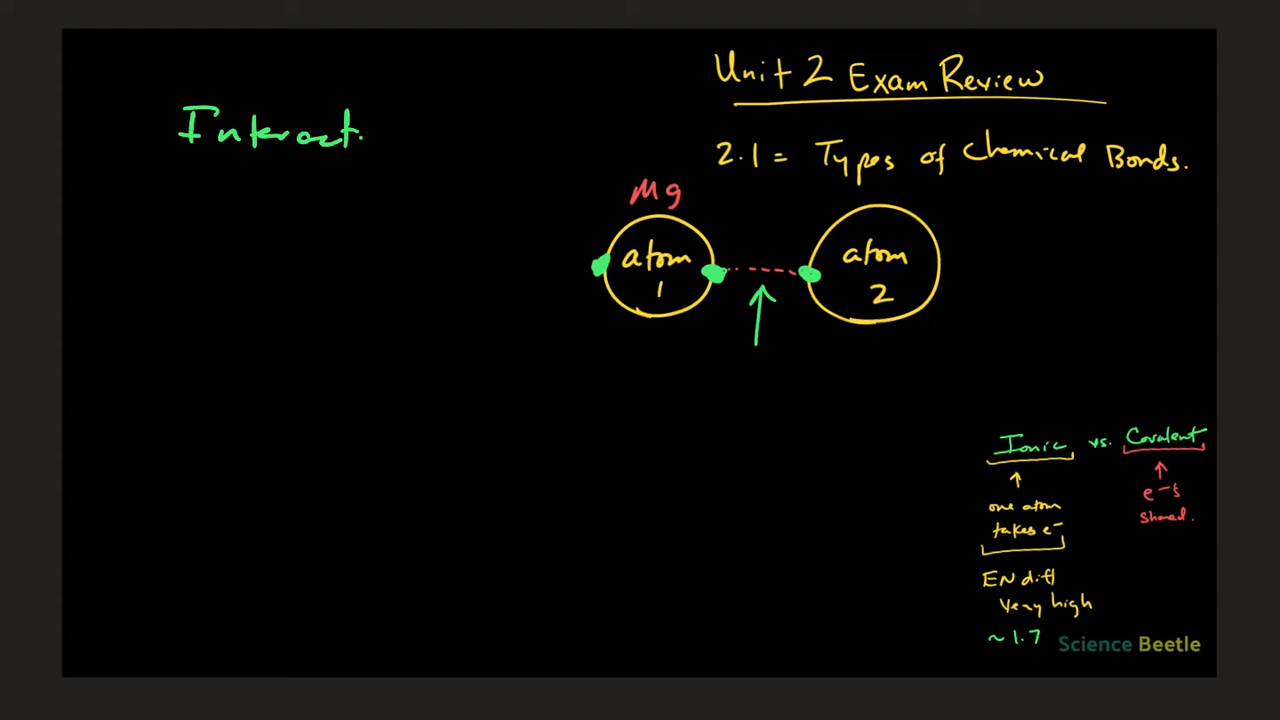 Unit 2 Exam Review
Interact.
2.1 = Types of Chemical Bonds.
Mg
atom
1
atom
2
Ionic vs. Covalent
one atom
takes e⁻
e⁻s
shared.
EN diff
very high
~1.7
Science Beetle